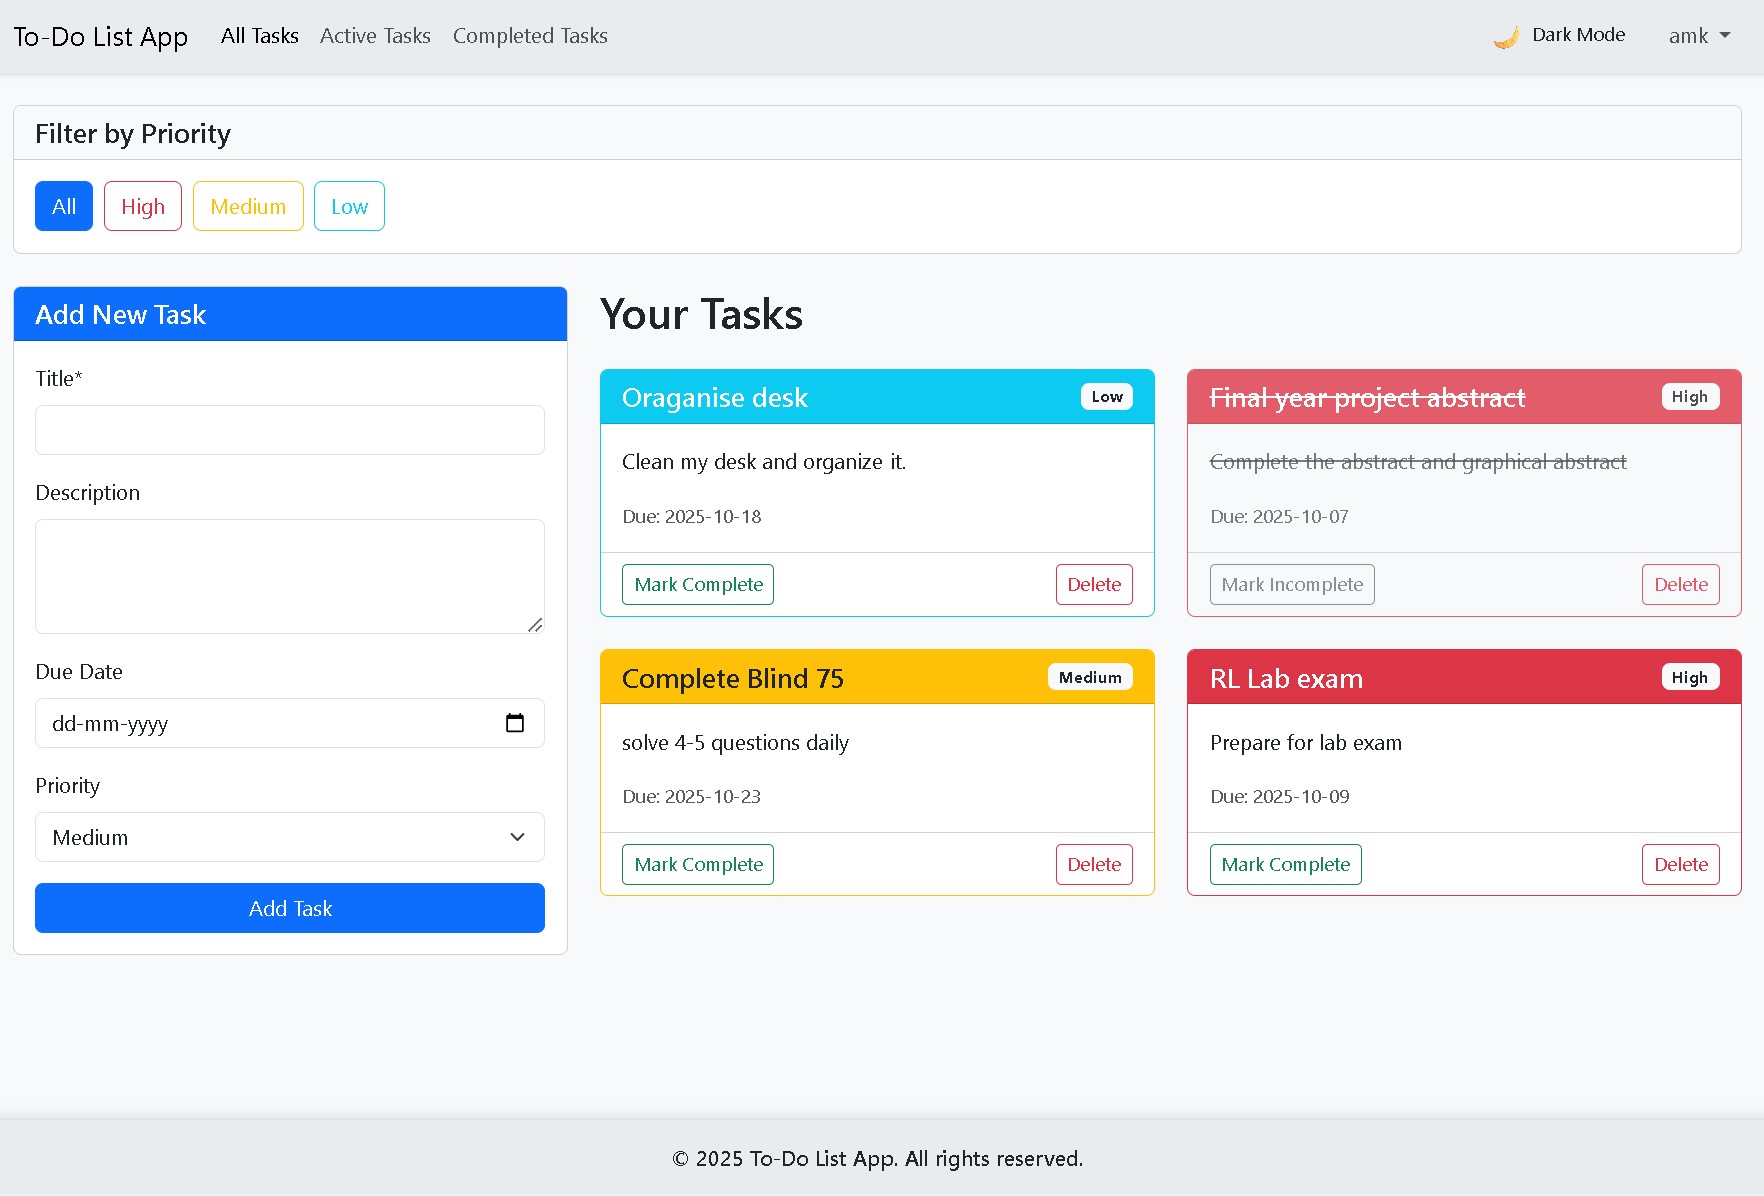 To-Do List App All Tasks Active Tasks Completed Tasks Dark Mode amk
Filter by Priority
All High Medium Low
Add New Task
Title*
Description
Due Date
dd-mm-yyyy
Priority
Medium
Add Task
Your Tasks
Oraganise desk Low
Clean my desk and organize it.
Due: 2025-10-18
Mark Complete Delete
Final year project abstract High
Complete the abstract and graphical abstract
Due: 2025-10-07
Mark Incomplete Delete
Complete Blind 75 Medium
solve 4-5 questions daily
Due: 2025-10-23
Mark Complete Delete
RL Lab exam High
Prepare for lab exam
Due: 2025-10-09
Mark Complete Delete
© 2025 To-Do List App. All rights reserved.